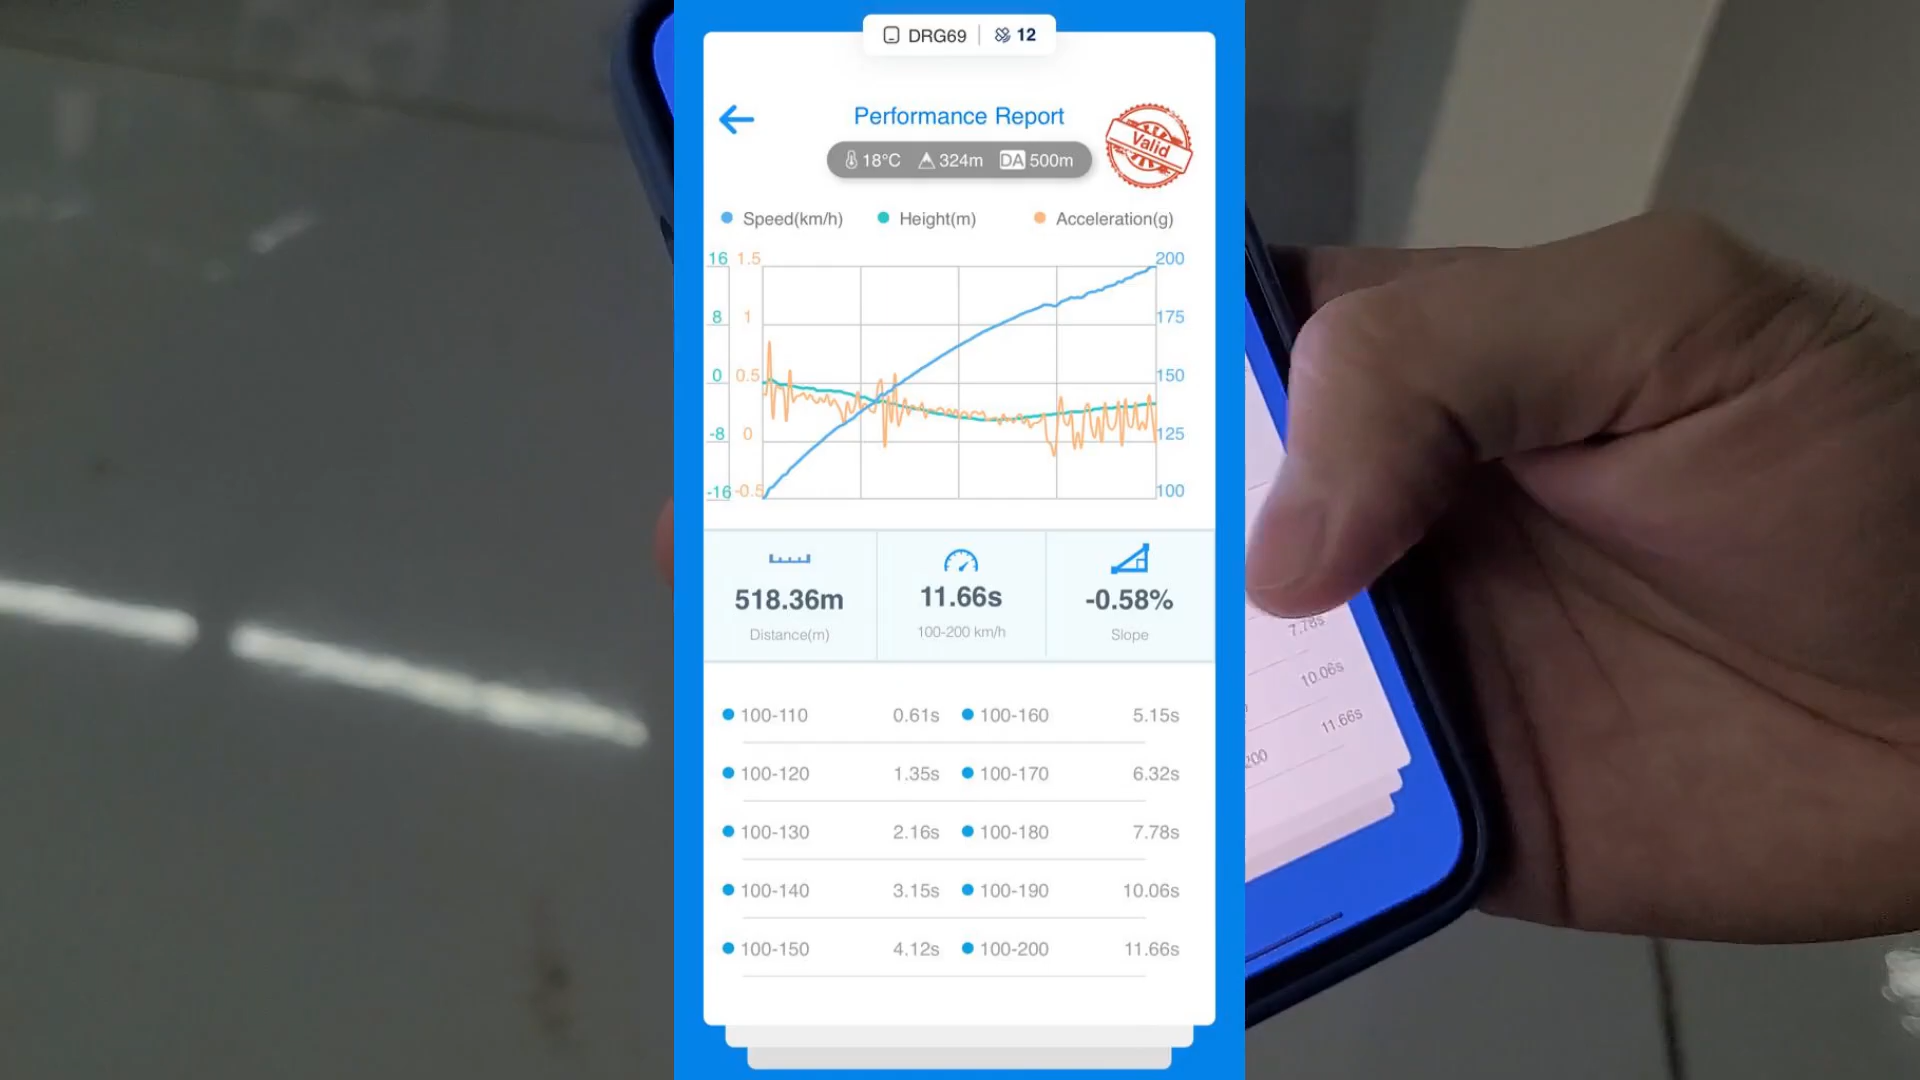 DRG69 12
Performance Report
Valid
18°C 324m DA 500m
Speed(km/h) Height(m) Acceleration(g)
16 1.5 200
8 1 175
0 0.5 150
-8 0 125
-16 -0.5 100
518.36m 11.66s -0.58%
Distance(m) 100-200 km/h Slope
100-110 0.61s 100-160 5.15s
100-120 1.35s 100-170 6.32s
100-130 2.16s 100-180 7.78s
100-140 3.15s 100-190 10.06s
100-150 4.12s 100-200 11.66s
7.78s
10.06s
11.66s
200